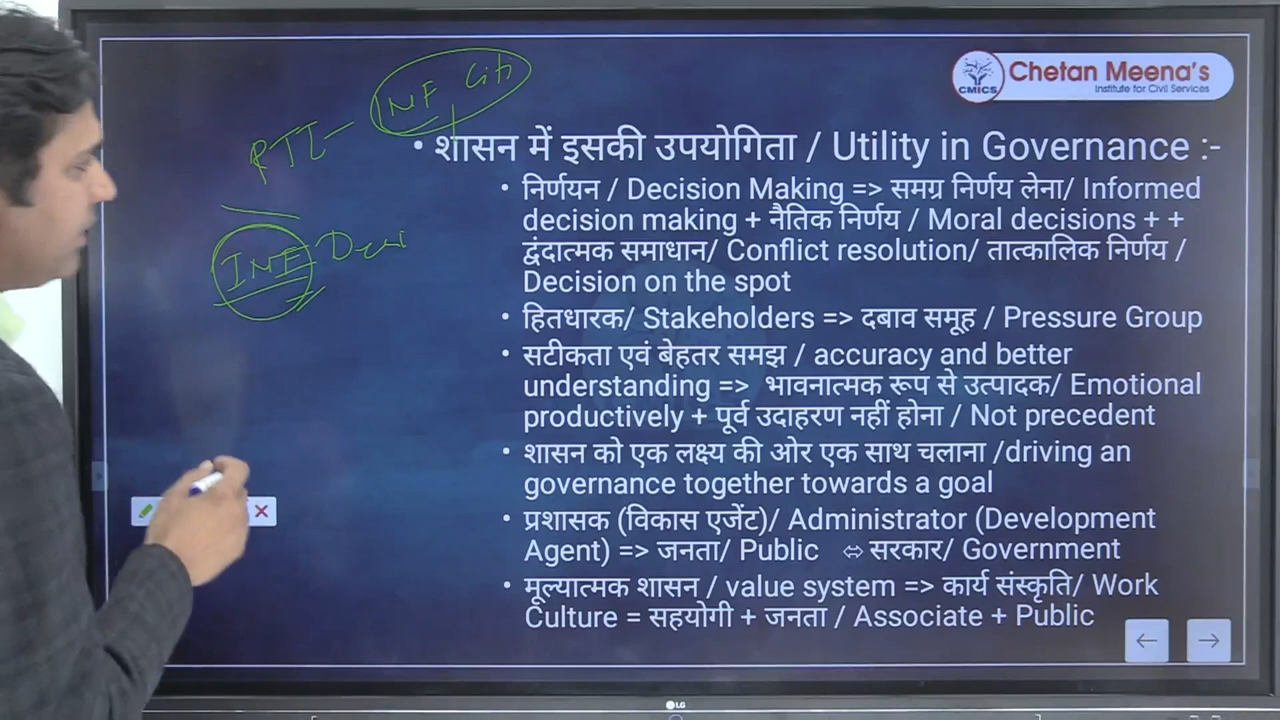 Chetan Meena's
Institute for Civil Services
CMICS
RTI - INF Citi
INF Deci
• शासन में इसकी उपयोगिता / Utility in Governance :-
• निर्णयन / Decision Making => समग्र निर्णय लेना/ Informed
decision making + नैतिक निर्णय / Moral decisions + +
द्वंदात्मक समाधान/ Conflict resolution/ तात्कालिक निर्णय /
Decision on the spot
• हितधारक/ Stakeholders => दबाव समूह / Pressure Group
• सटीकता एवं बेहतर समझ / accuracy and better
understanding => भावनात्मक रूप से उत्पादक/ Emotional
productively + पूर्व उदाहरण नहीं होना / Not precedent
• शासन को एक लक्ष्य की ओर एक साथ चलाना /driving an
governance together towards a goal
• प्रशासक (विकास एजेंट)/ Administrator (Development
Agent) => जनता/ Public ⇔ सरकार/ Government
• मूल्यात्मक शासन / value system => कार्य संस्कृति/ Work
Culture = सहयोगी + जनता / Associate + Public
LG